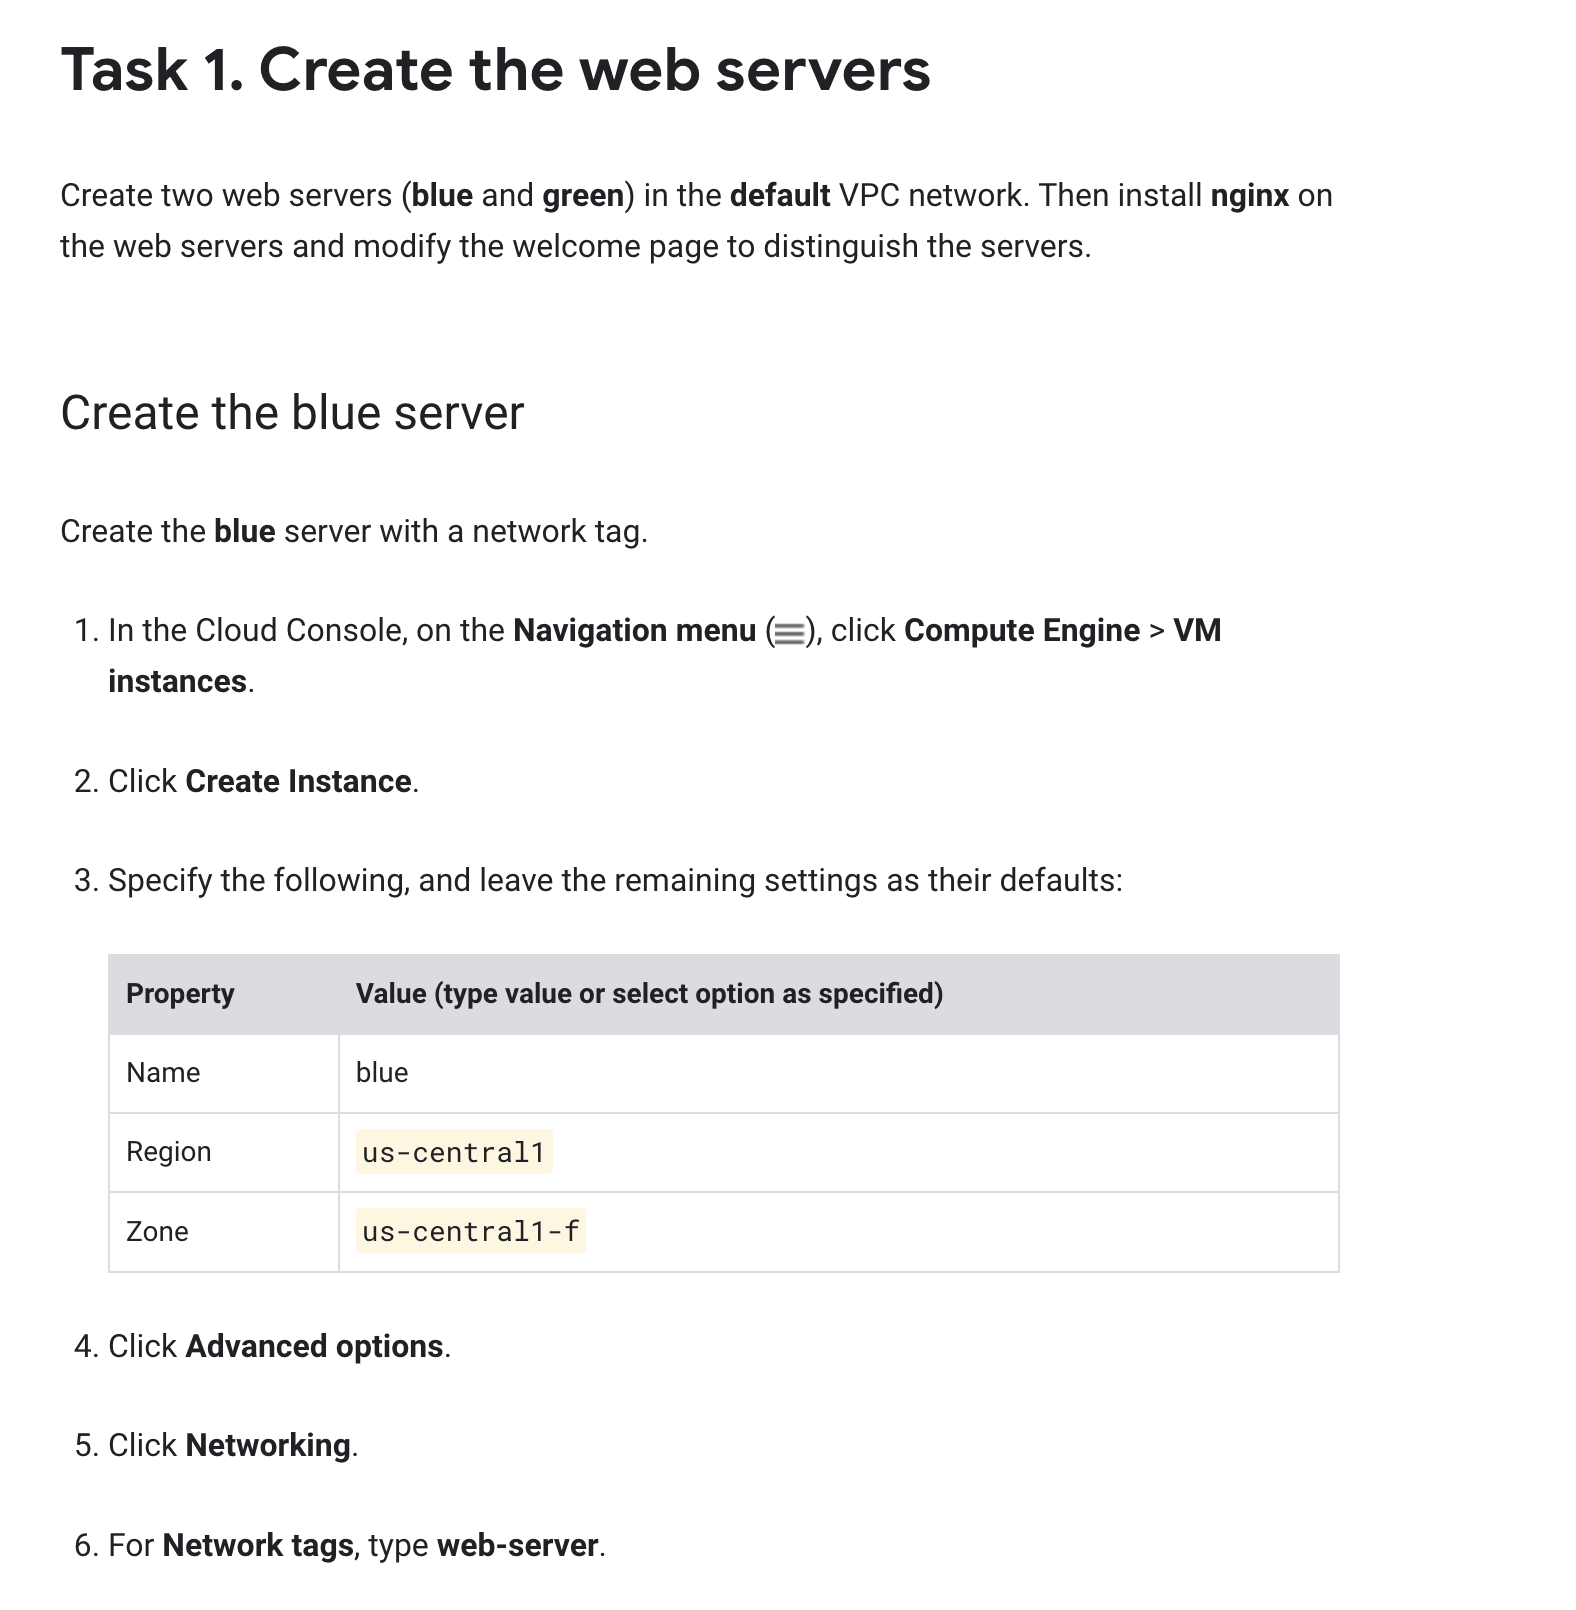 Task 1. Create the web servers
Create two web servers (blue and green) in the default VPC network. Then install nginx on
the web servers and modify the welcome page to distinguish the servers.
Create the blue server
Create the blue server with a network tag.
1. In the Cloud Console, on the Navigation menu (), click Compute Engine > VM
instances.
2. Click Create Instance.
3. Specify the following, and leave the remaining settings as their defaults:
Property Value (type value or select option as specified)
Name blue
Region us-central1
Zone us-central1-f
4. Click Advanced options.
5. Click Networking.
6. For Network tags, type web-server.